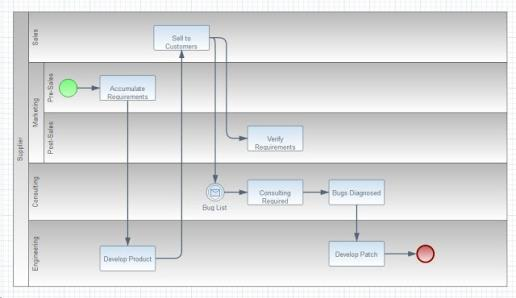 Supplier
Sales
Sell to
Customers
Marketing
Pre-Sales
Accumulate
Requirements
Post-Sales
Verify
Requirements
Consulting
Bug List
Consulting
Required
Bugs Diagnosed
Engineering
Develop Product
Develop Patch